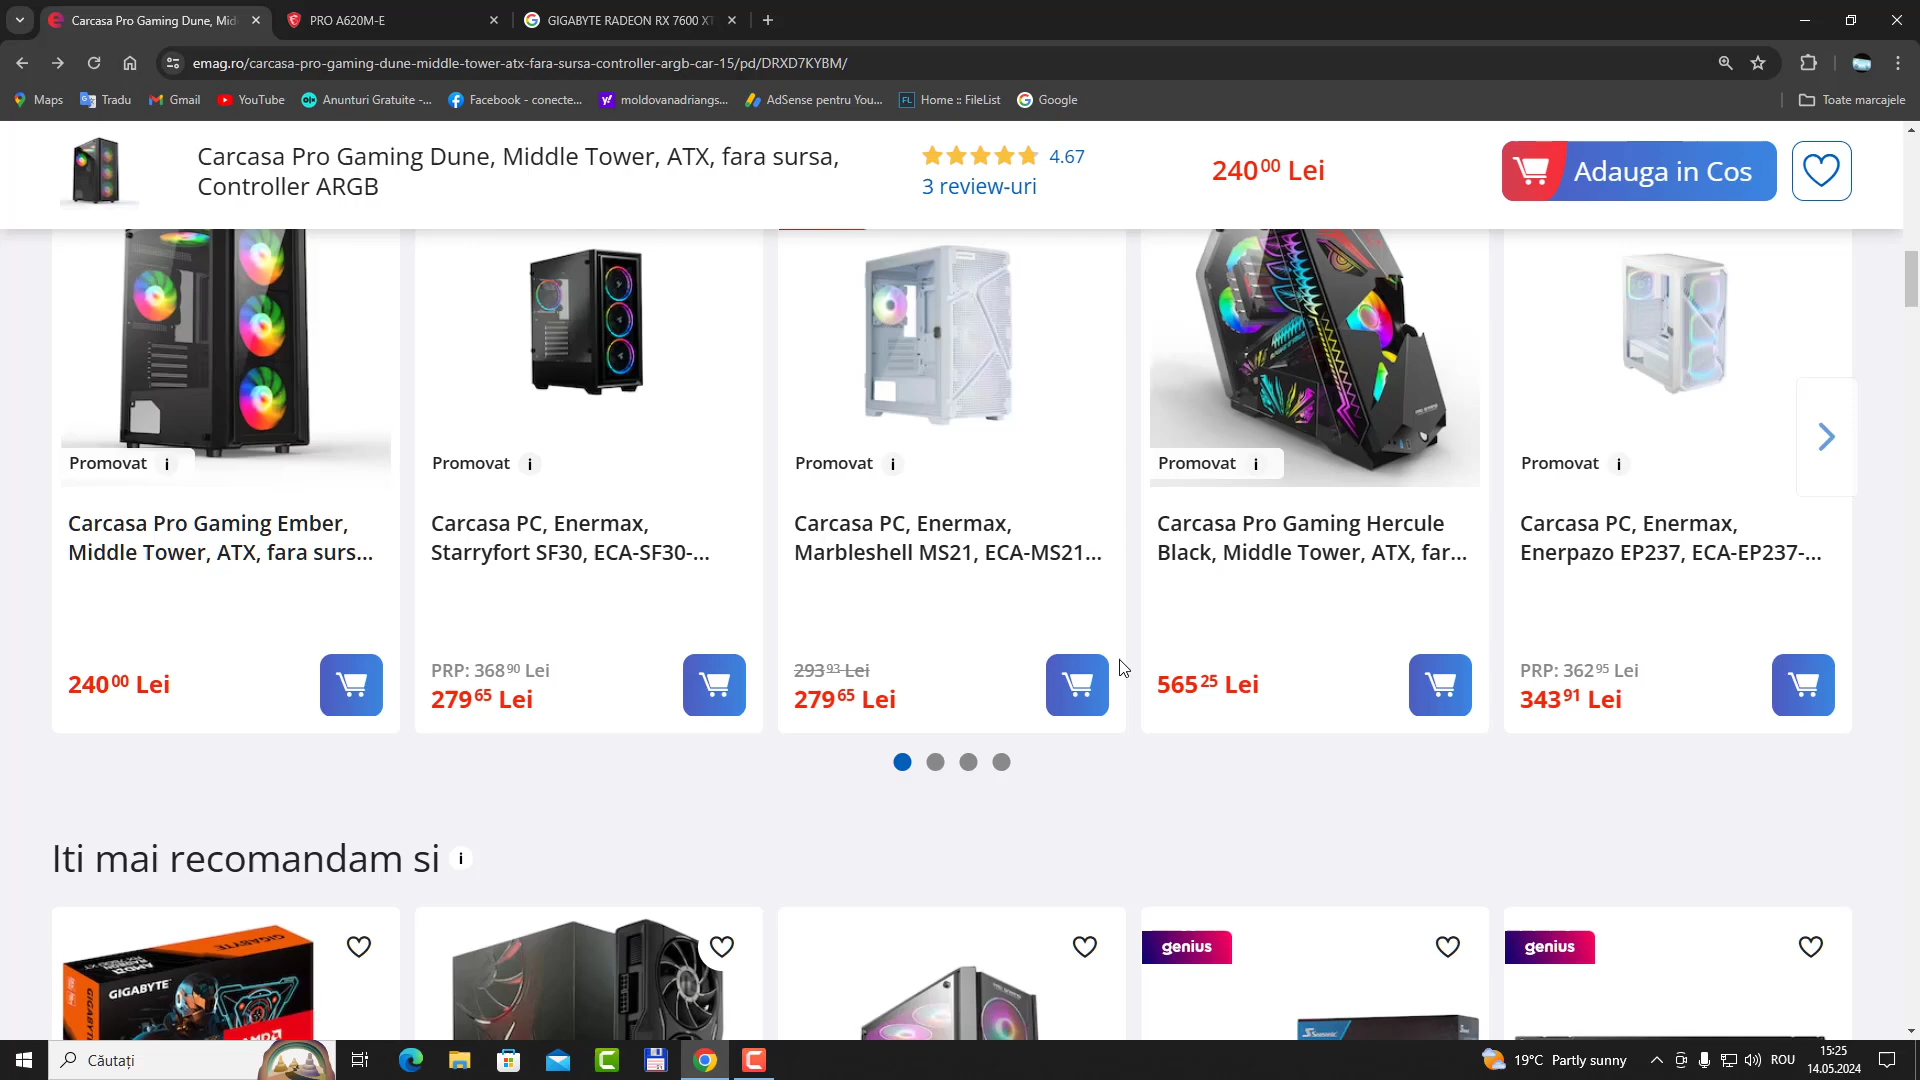 Carcasa Pro Gaming Dune, Mid
PRO A620M-E
GIGABYTE RADEON RX 7600 XT
emag.ro/carcasa-pro-gaming-dune-middle-tower-atx-fara-sursa-controller-argb-car-15/pd/DRXD7KYBM/
Maps
Tradu
Gmail
YouTube
Anunturi Gratuite -...
Facebook - conecte...
moldovanadriangs...
AdSense pentru You...
Home :: FileList
Google
Toate marcajele
Carcasa Pro Gaming Dune, Middle Tower, ATX, fara sursa,
Controller ARGB
4.67
3 review-uri
240⁰⁰ Lei
Adauga in Cos
Promovat i
Promovat i
Promovat i
Promovat i
Promovat i
Carcasa Pro Gaming Ember,
Middle Tower, ATX, fara surs...
Carcasa PC, Enermax,
Starryfort SF30, ECA-SF30-...
Carcasa PC, Enermax,
Marbleshell MS21, ECA-MS21...
Carcasa Pro Gaming Hercule
Black, Middle Tower, ATX, far...
Carcasa PC, Enermax,
Enerpazo EP237, ECA-EP237-...
240⁰⁰ Lei
PRP: 368⁹⁰ Lei
279⁶⁵ Lei
293⁹³ Lei
279⁶⁵ Lei
565²⁵ Lei
PRP: 362⁹⁵ Lei
343⁹¹ Lei
Iti mai recomandam si i
GIGABYTE
GIGABYTE
AMD
genius
genius
Seasonic
Căutați
19°C Partly sunny
ROU
15:25
14.05.2024